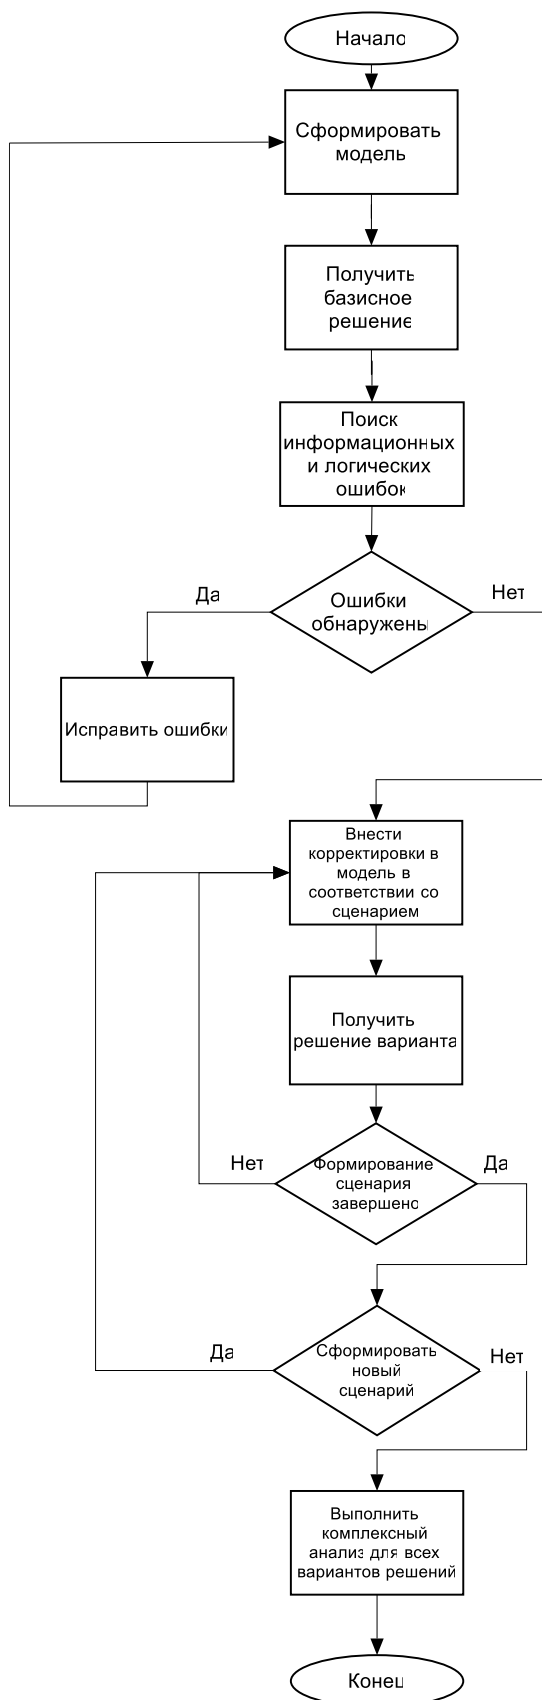 Начало
Сформировать
модель
Получить
базисное
решение
Поиск
информационных
и логических
ошибок
Ошибки
обнаружены
Да
Нет
Исправить ошибки
Внести
корректировки в
модель в
соответствии со
сценарием
Получить
решение варианта
Формирование
сценария
завершено
Нет
Да
Сформировать
новый
сценарий
Да
Нет
Выполнить
комплексный
анализ для всех
вариантов решений
Конец